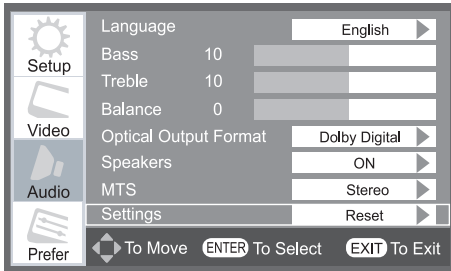 Setup
Video
Audio
Prefer
Language English
Bass 10
Treble 10
Balance 0
Optical Output Format Dolby Digital
Speakers ON
MTS Stereo
Settings Reset
To Move ENTER To Select EXIT To Exit